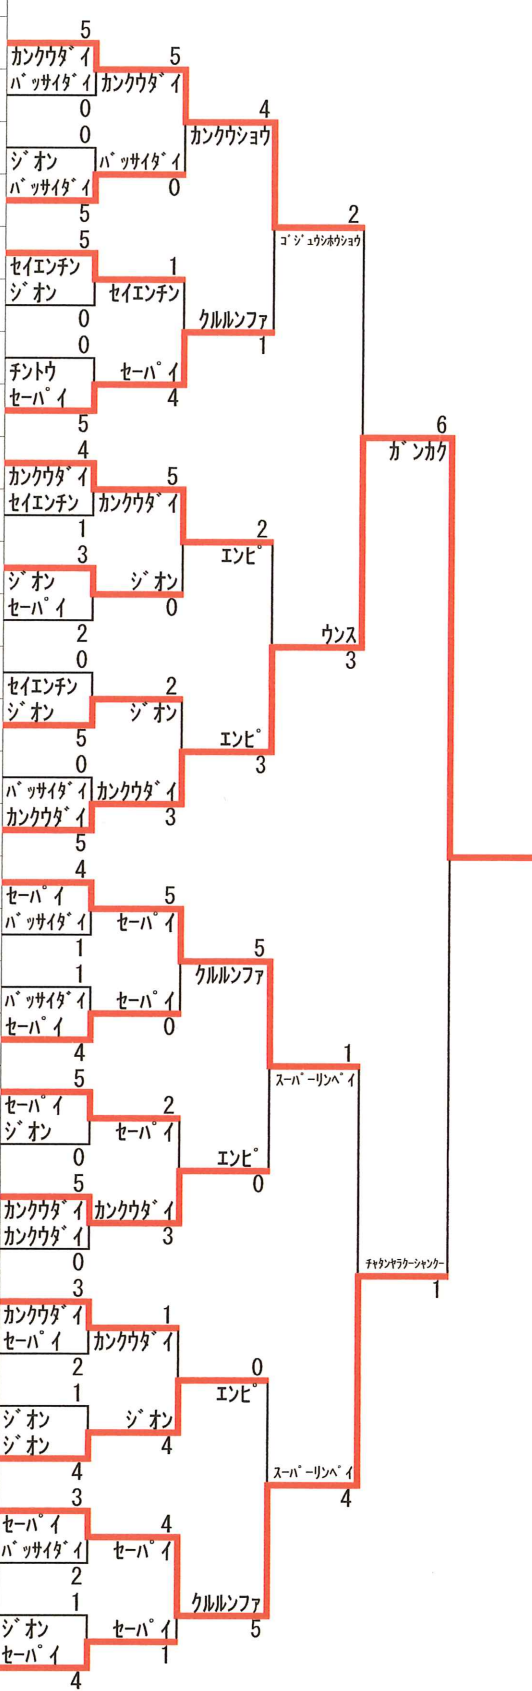 5
カンクウダイ
バッサイダイ
0
0
ジオン
バッサイダイ
5
5
セイエンチン
ジオン
0
0
チントウ
セーパイ
5
4
カンクウダイ
セイエンチン
1
3
ジオン
セーパイ
2
0
セイエンチン
ジオン
5
0
バッサイダイ
カンクウダイ
5
4
セーパイ
バッサイダイ
1
1
バッサイダイ
セーパイ
4
5
セーパイ
ジオン
0
5
カンクウダイ
カンクウダイ
0
3
カンクウダイ
セーパイ
2
1
ジオン
ジオン
4
3
セーパイ
バッサイダイ
2
1
ジオン
セーパイ
4
5
カンクウダイ
バッサイダイ
0
1
セイエンチン
セーパイ
4
5
カンクウダイ
ジオン
0
2
ジオン
カンクウダイ
3
5
セーパイ
セーパイ
0
2
セーパイ
カンクウダイ
3
1
カンクウダイ
ジオン
4
4
セーパイ
セーパイ
1
4
カンクウショウ
クルルンファ
1
2
エンピ
エンピ
3
5
クルルンファ
エンピ
0
0
エンピ
クルルンファ
5
2
ゴジュウシホウショウ
ウンス
3
1
スーパーリンペイ
スーパーリンペイ
4
6
ガンカク
チャタンヤラクーシャンクー
1